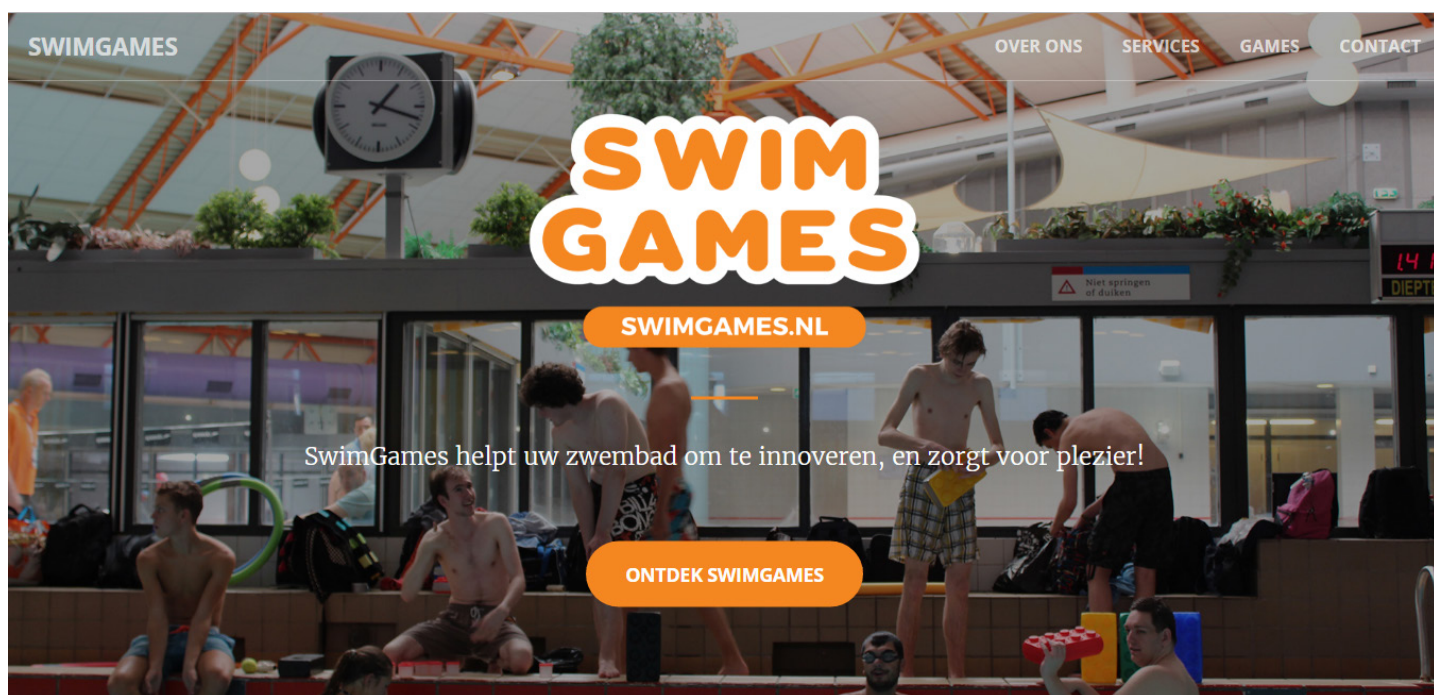 SWIMGAMES
OVER ONS SERVICES GAMES CONTACT
SWIM
GAMES
Niet springen
of duiken
SWIMGAMES.NL
SwimGames helpt uw zwembad om te innoveren, en zorgt voor plezier!
ONTDEK SWIMGAMES